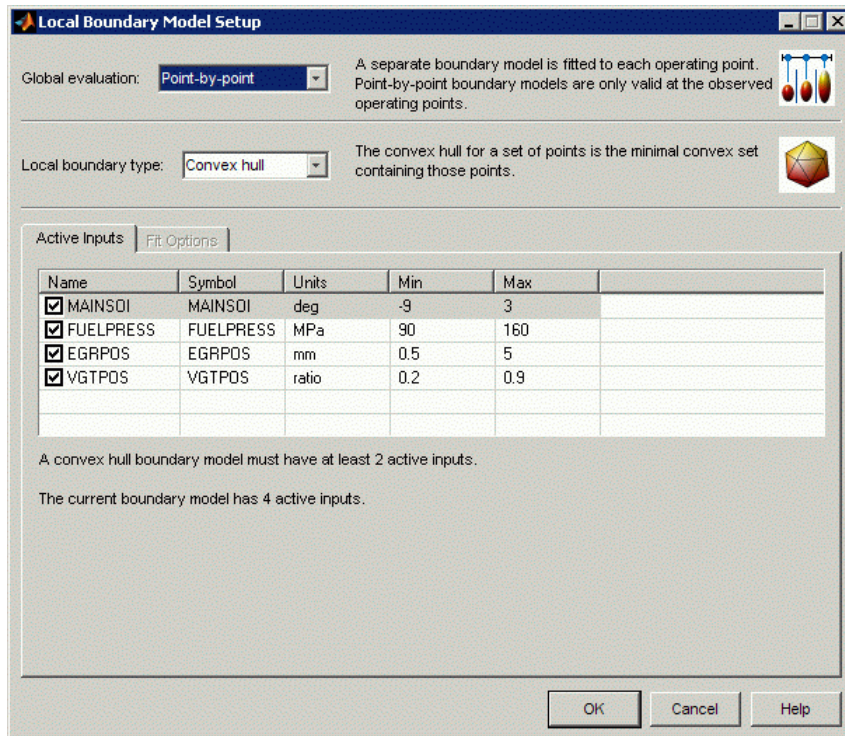 Local Boundary Model Setup
Global evaluation: Point-by-point
A separate boundary model is fitted to each operating point.
Point-by-point boundary models are only valid at the observed
operating points.
Local boundary type: Convex hull
The convex hull for a set of points is the minimal convex set
containing those points.
Active Inputs Fit Options
Name Symbol Units Min Max
MAINSOI MAINSOI deg -9 3
FUELPRESS FUELPRESS MPa 90 160
EGRPOS EGRPOS mm 0.5 5
VGTPOS VGTPOS ratio 0.2 0.9
A convex hull boundary model must have at least 2 active inputs.
The current boundary model has 4 active inputs.
OK Cancel Help